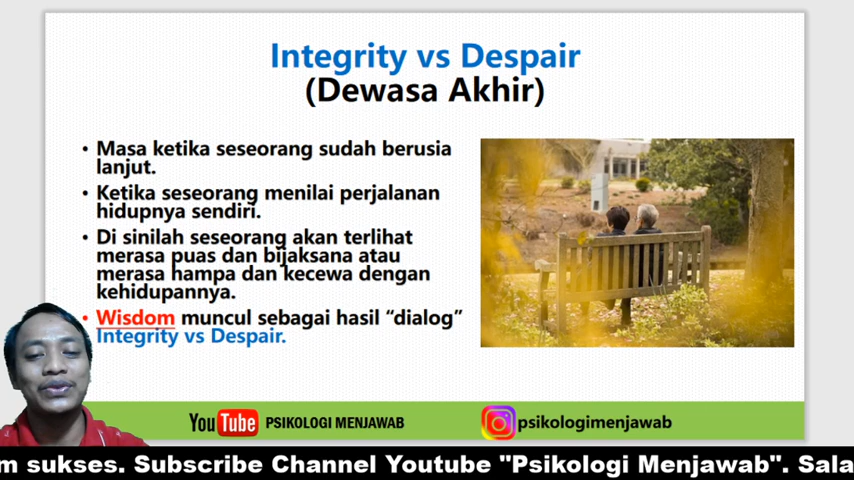 Integrity vs Despair
(Dewasa Akhir)
• Masa ketika seseorang sudah berusia
lanjut.
• Ketika seseorang menilai perjalanan
hidupnya sendiri.
• Di sinilah seseorang akan terlihat
merasa puas dan bijaksana atau
merasa hampa dan kecewa dengan
kehidupannya.
• Wisdom muncul sebagai hasil “dialog”
Integrity vs Despair.
YouTube PSIKOLOGI MENJAWAB
psikologimenjawab
sukses. Subscribe Channel Youtube "Psikologi Menjawab".